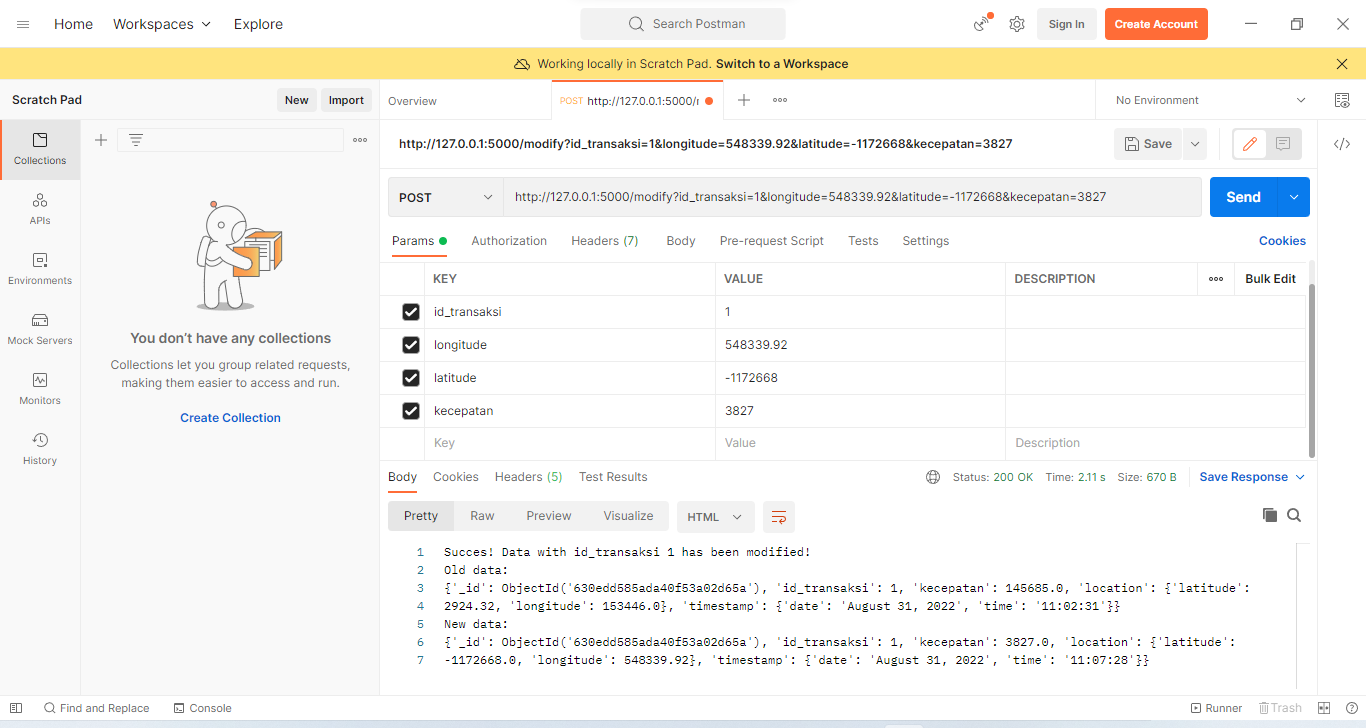 Home Workspaces Explore Search Postman Sign In Create Account
Working locally in Scratch Pad. Switch to a Workspace
Scratch Pad New Import
Overview POST http://127.0.0.1:5000/ No Environment
Collections
APIs
Environments
Mock Servers
Monitors
History
You don't have any collections
Collections let you group related requests,
making them easier to access and run.
Create Collection
http://127.0.0.1:5000/modify?id_transaksi=1&longitude=548339.92&latitude=-1172668&kecepatan=3827 Save
POST http://127.0.0.1:5000/modify?id_transaksi=1&longitude=548339.92&latitude=-1172668&kecepatan=3827 Send
Params Authorization Headers (7) Body Pre-request Script Tests Settings Cookies
KEY VALUE DESCRIPTION Bulk Edit
id_transaksi 1
longitude 548339.92
latitude -1172668
kecepatan 3827
Key Value Description
Body Cookies Headers (5) Test Results Status: 200 OK Time: 2.11 s Size: 670 B Save Response
Pretty Raw Preview Visualize HTML
1 Succes! Data with id_transaksi 1 has been modified!
2 Old data:
3 {'_id': ObjectId('630edd585ada40f53a02d65a'), 'id_transaksi': 1, 'kecepatan': 145685.0, 'location': {'latitude':
4 2924.32, 'longitude': 153446.0}, 'timestamp': {'date': 'August 31, 2022', 'time': '11:02:31'}}
5 New data:
6 {'_id': ObjectId('630edd585ada40f53a02d65a'), 'id_transaksi': 1, 'kecepatan': 3827.0, 'location': {'latitude':
7 -1172668.0, 'longitude': 548339.92}, 'timestamp': {'date': 'August 31, 2022', 'time': '11:07:28'}}
Find and Replace Console Runner Trash